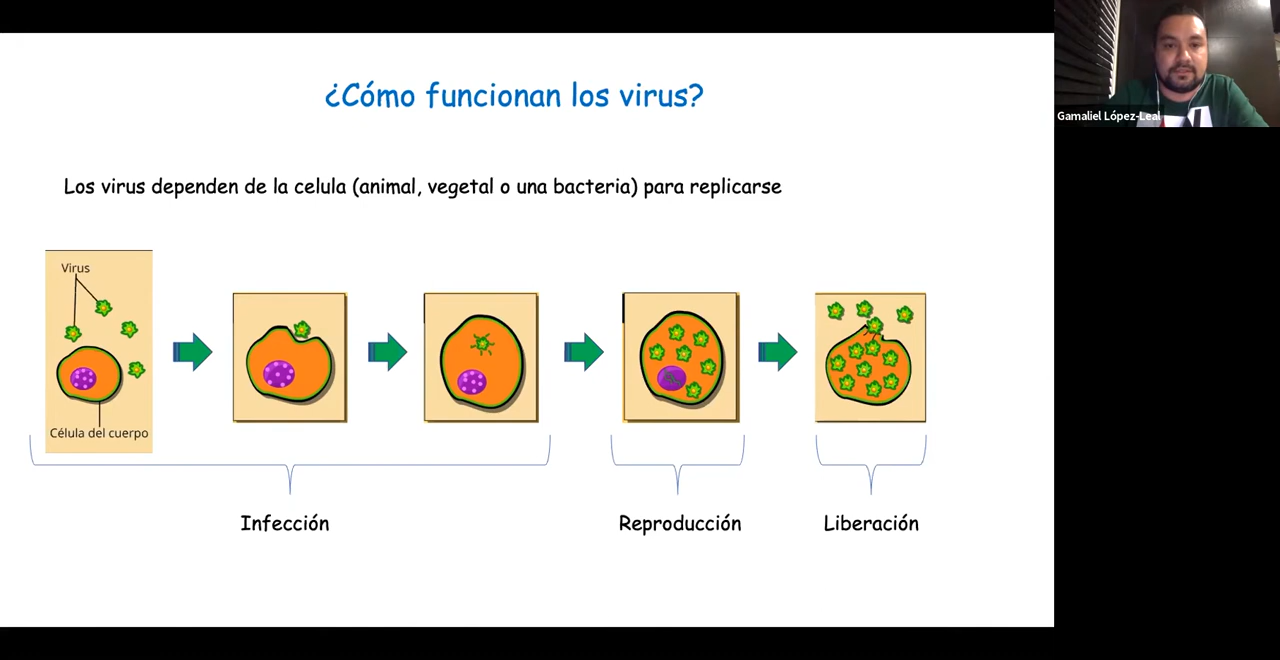 ¿Cómo funcionan los virus?
Gamaliel López-Leal
Los virus dependen de la celula (animal, vegetal o una bacteria) para replicarse
Virus
Célula del cuerpo
Infección
Reproducción
Liberación